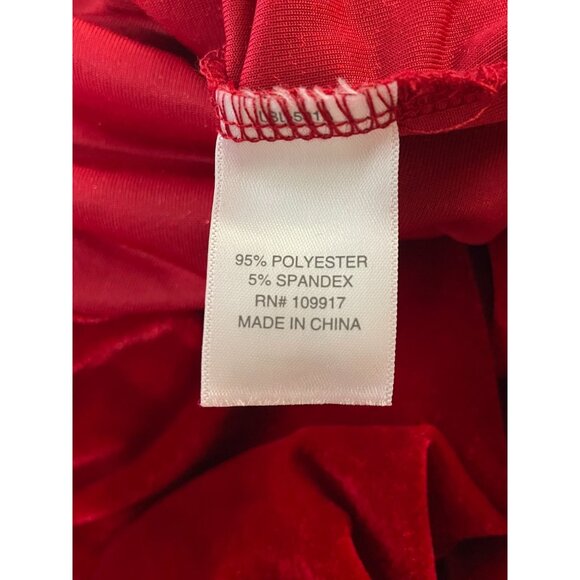 95% POLYESTER
5% SPANDEX
RN# 109917
MADE IN CHINA